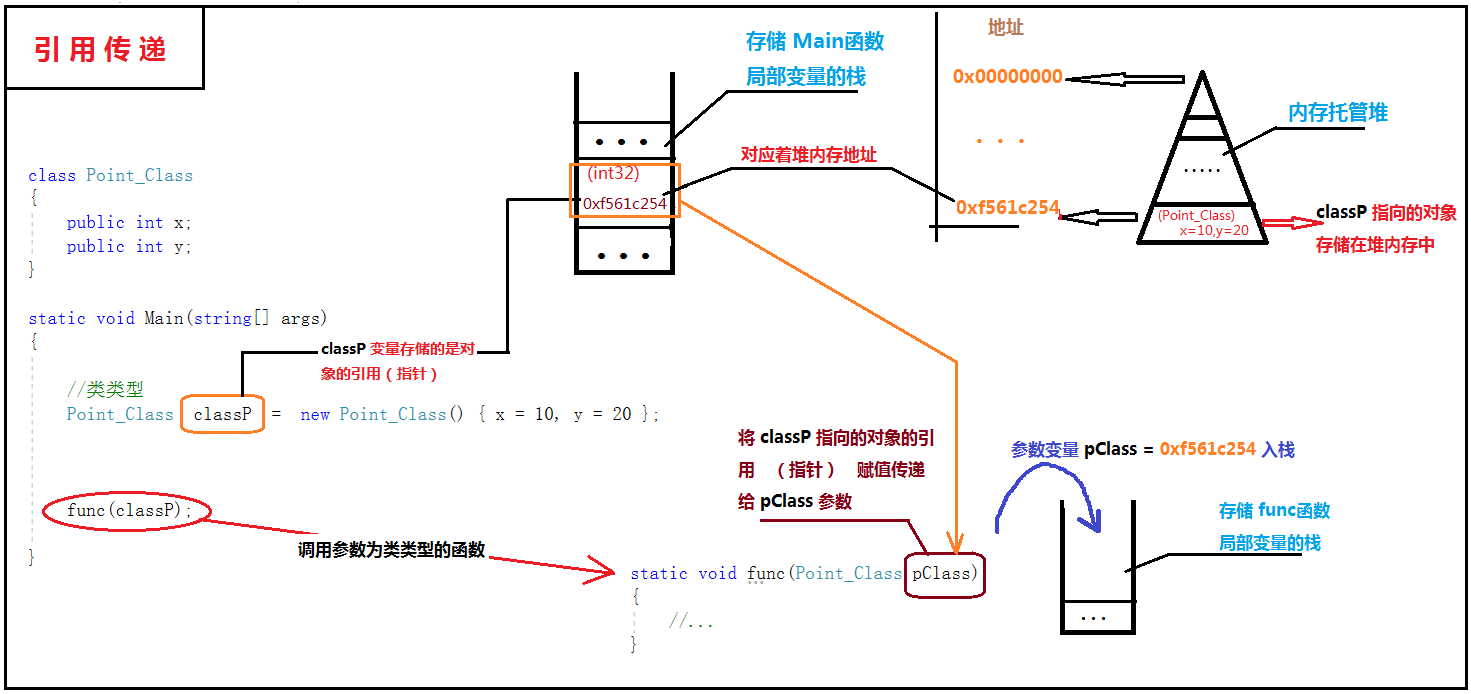 引用传递
class Point_Class
{
public int x;
public int y;
}
static void Main(string[] args)
{
//类类型
Point_Class classP = new Point_Class() { x = 10, y = 20 };
func(classP);
}
classP 变量存储的是对
象的引用（指针）
调用参数为类类型的函数
存储 Main函数
局部变量的栈
• • •
(int32)
0xf561c254
• • •
对应着堆内存地址
地址
0x00000000
· · ·
0xf561c254
内存托管堆
.....
(Point_Class)
x=10,y=20
classP 指向的对象
存储在堆内存中
将 classP 指向的对象的引
用 （指针） 赋值传递
给 pClass 参数
static void func(Point_Class pClass)
{
//...
}
参数变量 pClass = 0xf561c254 入栈
存储 func函数
局部变量的栈
...